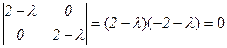 |2-λ 0|
|0 2-λ| = (2-λ)(-2-λ) = 0